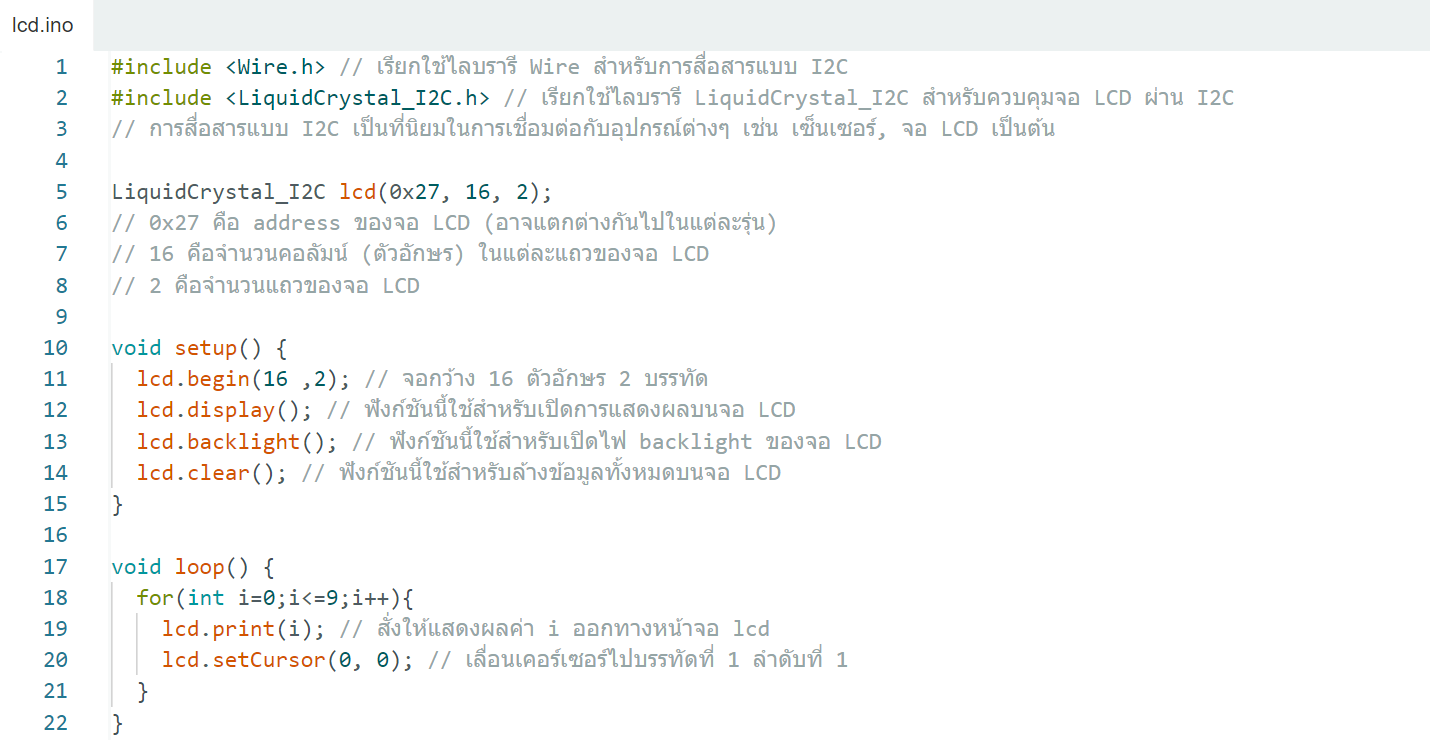 lcd.ino
1 #include <Wire.h> // เรียกใช้ไลบรารี Wire สำหรับการสื่อสารแบบ I2C
2 #include <LiquidCrystal_I2C.h> // เรียกใช้ไลบรารี LiquidCrystal_I2C สำหรับควบคุมจอ LCD ผ่าน I2C
3 // การสื่อสารแบบ I2C เป็นที่นิยมในการเชื่อมต่อกับอุปกรณ์ต่างๆ เช่น เซ็นเซอร์, จอ LCD เป็นต้น
4
5 LiquidCrystal_I2C lcd(0x27, 16, 2);
6 // 0x27 คือ address ของจอ LCD (อาจแตกต่างกันไปในแต่ละรุ่น)
7 // 16 คือจำนวนคอลัมน์ (ตัวอักษร) ในแต่ละแถวของจอ LCD
8 // 2 คือจำนวนแถวของจอ LCD
9
10 void setup() {
11   lcd.begin(16 ,2); // จอกว้าง 16 ตัวอักษร 2 บรรทัด
12   lcd.display(); // ฟังก์ชันนี้ใช้สำหรับเปิดการแสดงผลบนจอ LCD
13   lcd.backlight(); // ฟังก์ชันนี้ใช้สำหรับเปิดไฟ backlight ของจอ LCD
14   lcd.clear(); // ฟังก์ชันนี้ใช้สำหรับล้างข้อมูลทั้งหมดบนจอ LCD
15 }
16
17 void loop() {
18   for(int i=0;i<=9;i++){
19     lcd.print(i); // สั่งให้แสดงผลค่า i ออกทางหน้าจอ lcd
20     lcd.setCursor(0, 0); // เลื่อนเคอร์เซอร์ไปบรรทัดที่ 1 ลำดับที่ 1
21   }
22 }